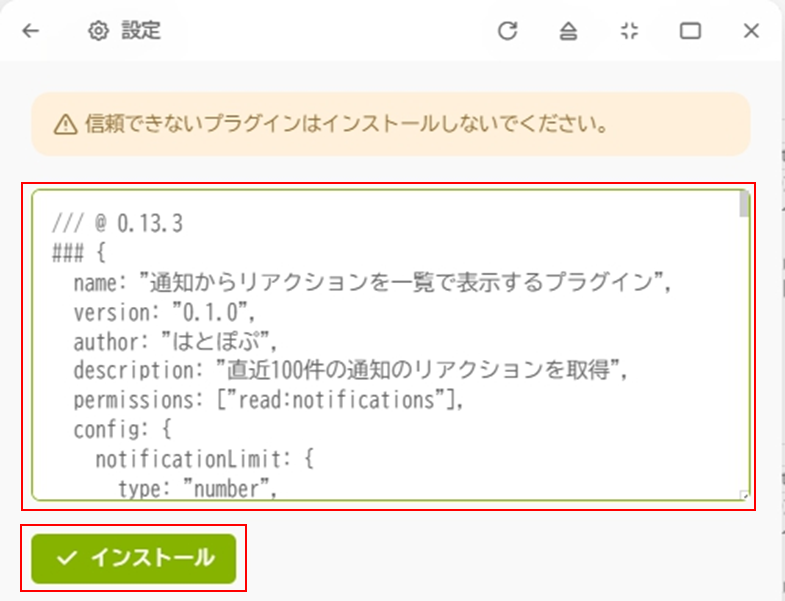 設定
信頼できないプラグインはインストールしないでください。
/// @ 0.13.3
### {
  name: "通知からリアクションを一覧で表示するプラグイン",
  version: "0.1.0",
  author: "はとぽぷ",
  description: "直近100件の通知のリアクションを取得",
  permissions: ["read:notifications"],
  config: {
    notificationLimit: {
      type: "number",
インストール